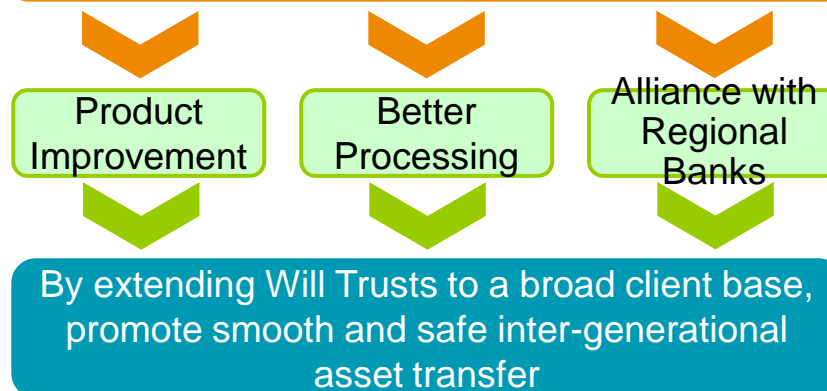 Product
Improvement
Better
Processing
Alliance with
Regional
Banks
By extending Will Trusts to a broad client base,
promote smooth and safe inter-generational
asset transfer